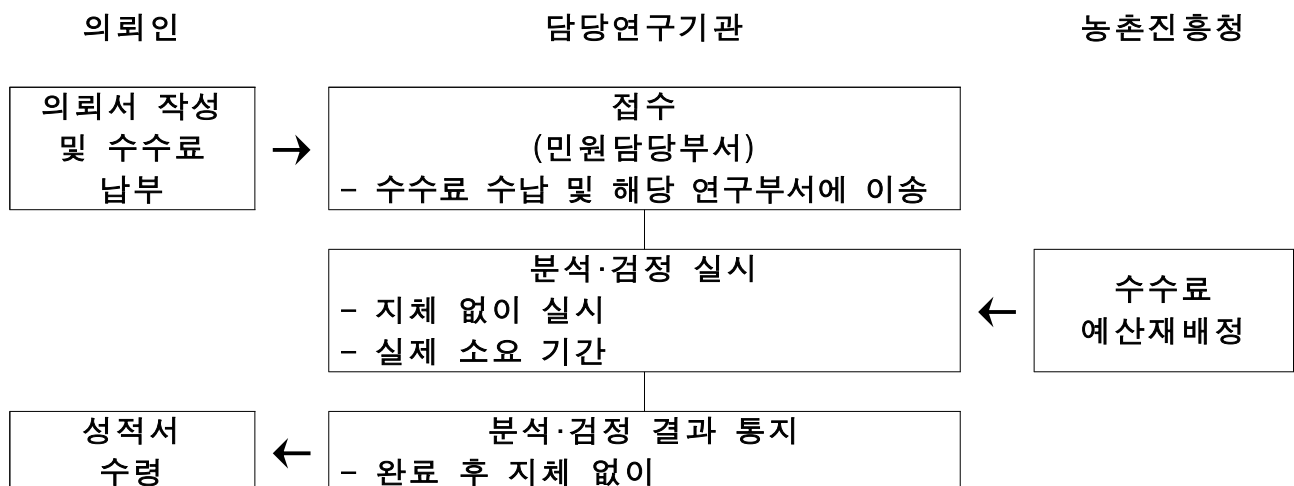 의뢰인
담당연구기관
농촌진흥청
의뢰서 작성
및 수수료
납부
→
접수
(민원담당부서)
– 수수료 수납 및 해당 연구부서에 이송
분석·검정 실시
– 지체 없이 실시
– 실제 소요 기간
←
수수료
예산재배정
성적서
수령
←
분석·검정 결과 통지
– 완료 후 지체 없이